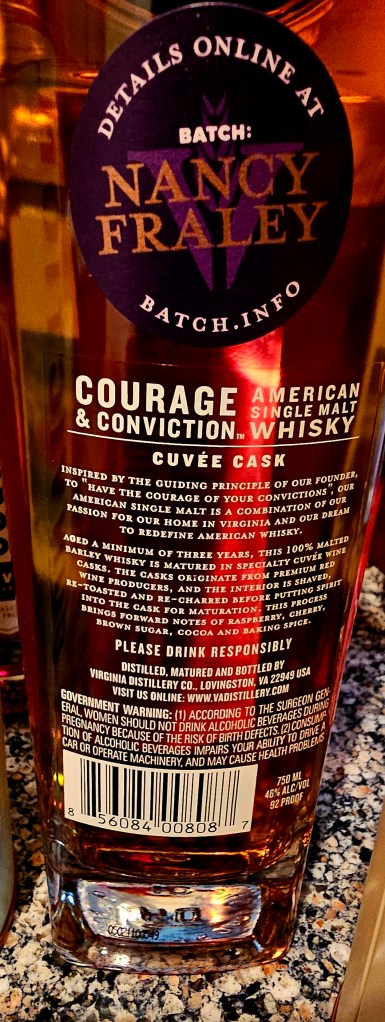 DETAILS ONLINE AT
BATCH:
NANCY
FRALEY
BATCH.INFO
COURAGE
& CONVICTION™
AMERICAN
SINGLE MALT
WHISKY
CUVÉE CASK
INSPIRED BY THE GUIDING PRINCIPLE OF OUR FOUNDER,
TO "HAVE THE COURAGE OF YOUR CONVICTIONS", OUR
AMERICAN SINGLE MALT IS A COMBINATION OF OUR
PASSION FOR OUR HOME IN VIRGINIA AND OUR DREAM
TO REDEFINE AMERICAN WHISKY.
AGED A MINIMUM OF THREE YEARS, THIS 100% MALTED
BARLEY WHISKY IS MATURED IN SPECIALTY CUVÉE WINE
CASKS. THE CASKS ORIGINATE FROM PREMIUM RED
WINE PRODUCERS, AND THE INTERIOR IS SHAVED,
RE-TOASTED AND RE-CHARRED BEFORE PUTTING SPIRIT
INTO THE CASK FOR MATURATION. THIS PROCESS
BRINGS FORWARD NOTES OF RASPBERRY, CHERRY,
BROWN SUGAR, COCOA AND BAKING SPICE.
PLEASE DRINK RESPONSIBLY
DISTILLED, MATURED AND BOTTLED BY
VIRGINIA DISTILLERY CO., LOVINGSTON, VA 22949 USA
VISIT US ONLINE: WWW.VADISTILLERY.COM
GOVERNMENT WARNING: (1) ACCORDING TO THE SURGEON GEN-
ERAL, WOMEN SHOULD NOT DRINK ALCOHOLIC BEVERAGES DURING
PREGNANCY BECAUSE OF THE RISK OF BIRTH DEFECTS. (2) CONSUMP-
TION OF ALCOHOLIC BEVERAGES IMPAIRS YOUR ABILITY TO DRIVE A
CAR OR OPERATE MACHINERY, AND MAY CAUSE HEALTH PROBLEMS.
750 ML
46% ALC/VOL
92 PROOF
8 56084 00808 7